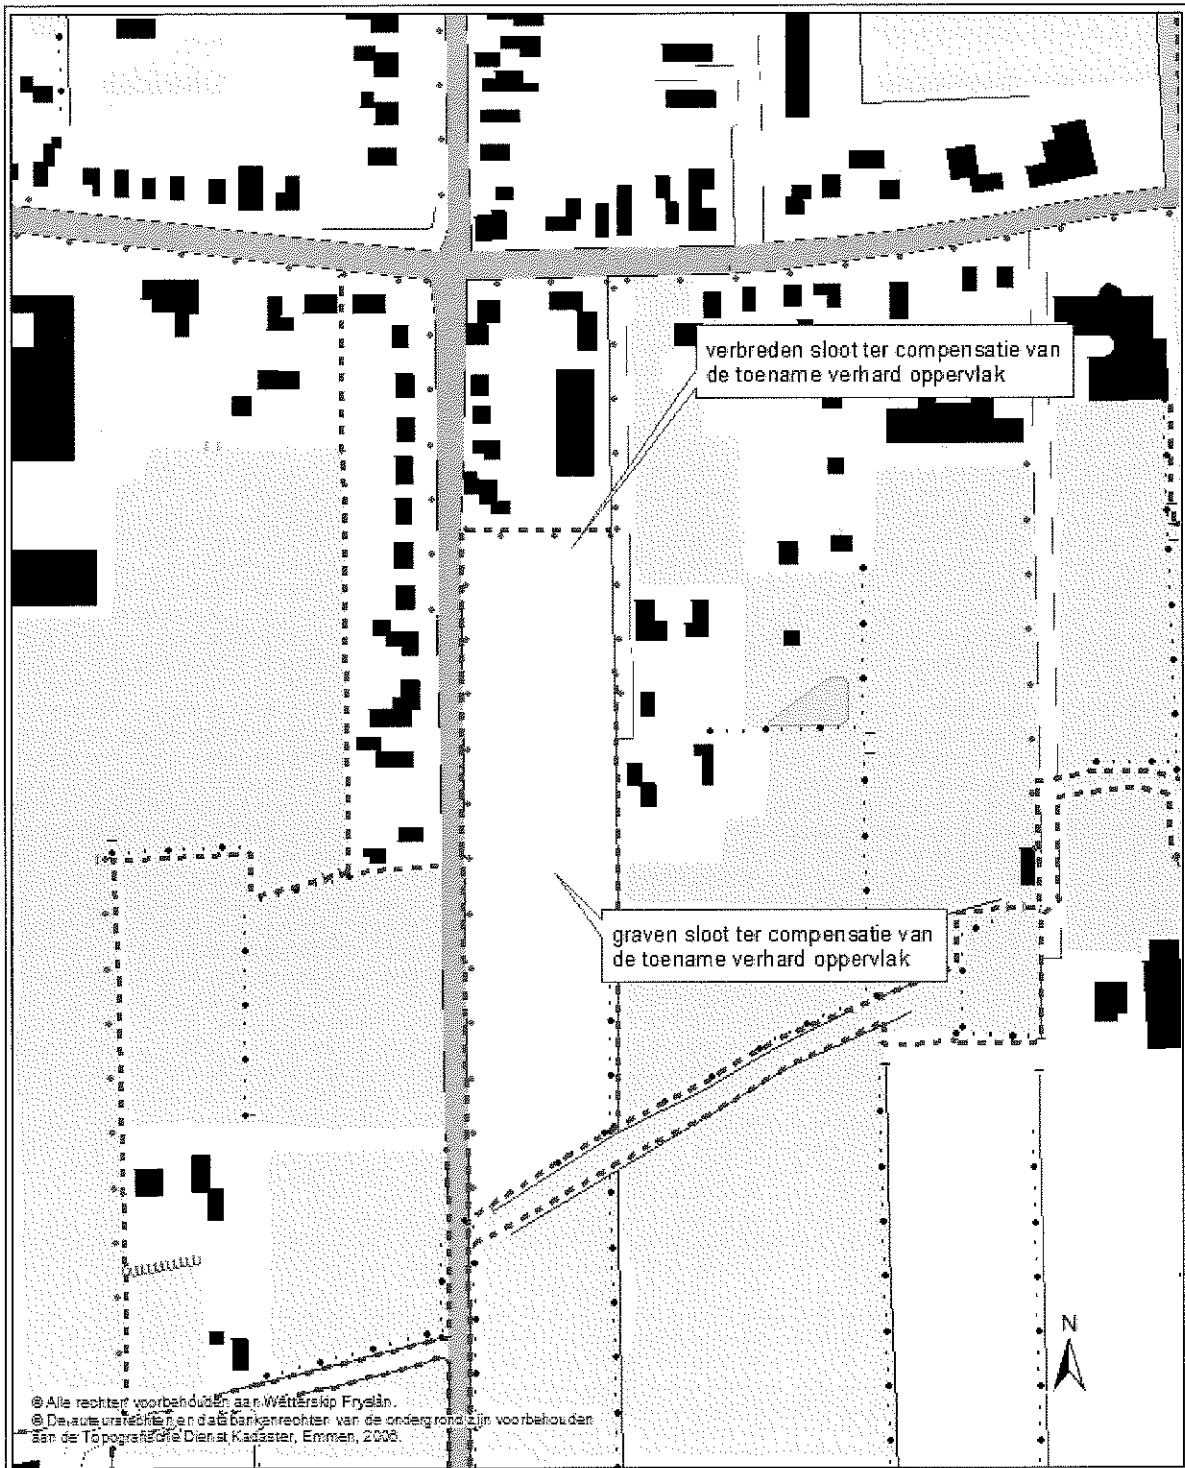 verbreden sloot ter compensatie van
de toename verhard oppervlak
graven sloot ter compensatie van
de toename verhard oppervlak
N
© Alle rechten voorbehouden aan Wetterskip Fryslân.
© De auteursrechten en databankenrechten van de ondergrond zijn voorbehouden
aan de Topografische Dienst Kadaster, Emmen, 2006.